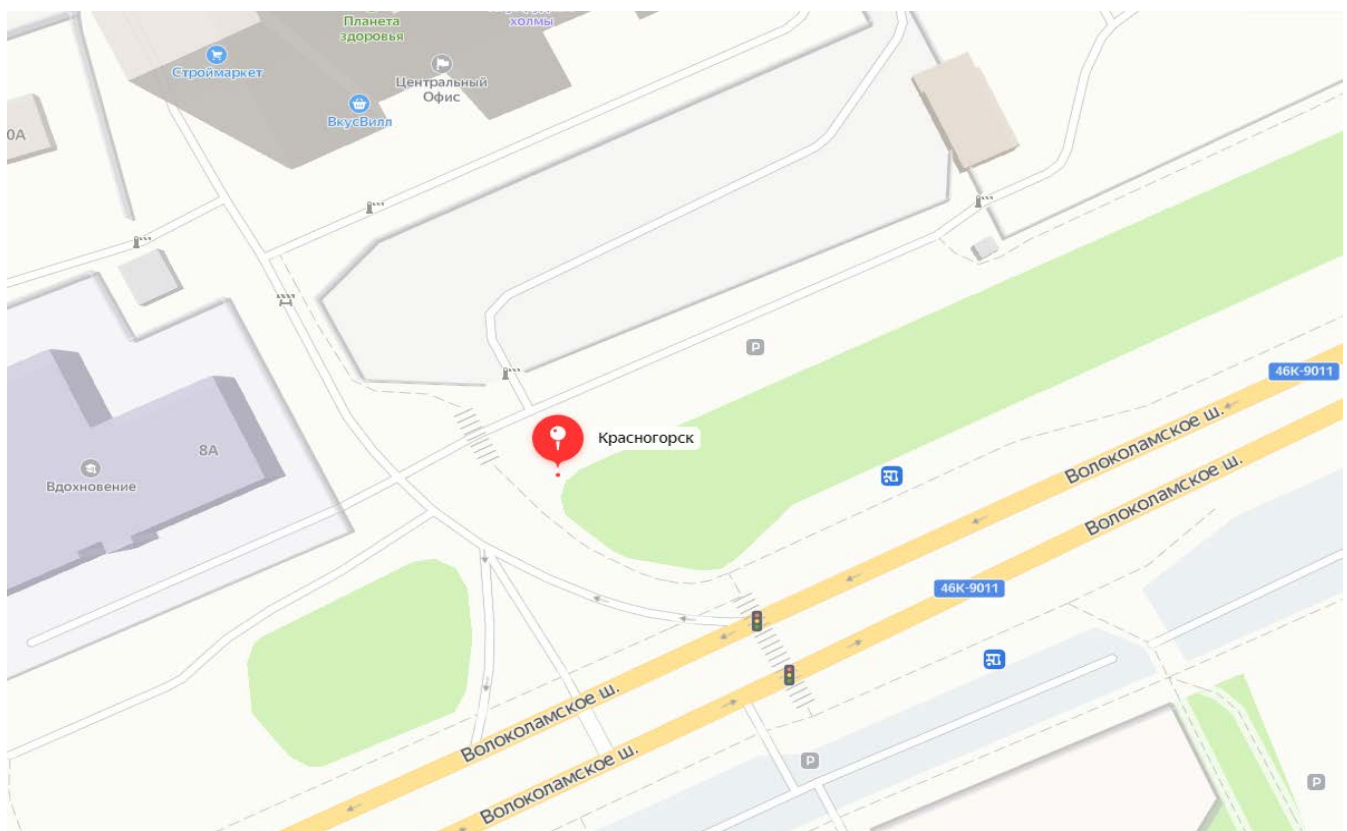 Планета
здоровья
холмы
Строймаркет
Центральный
Офис
ВкусВилл
0А
P
46К-9011
Волоколамское ш.
Красногорск
8А
Вдохновение
Волоколамское ш.
46К-9011
Волоколамское ш.
Волоколамское ш.
P
P